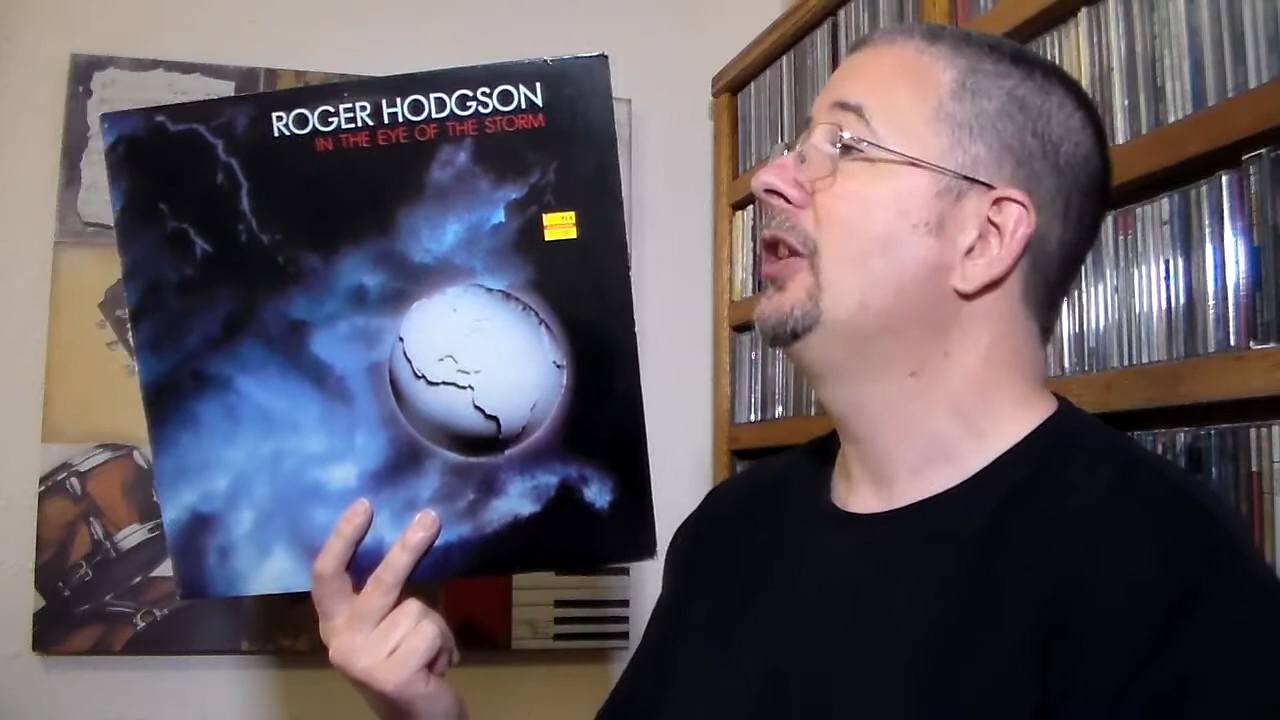 ROGER HODGSON
IN THE EYE OF THE STORM